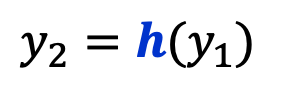 y₂ = h(y₁)